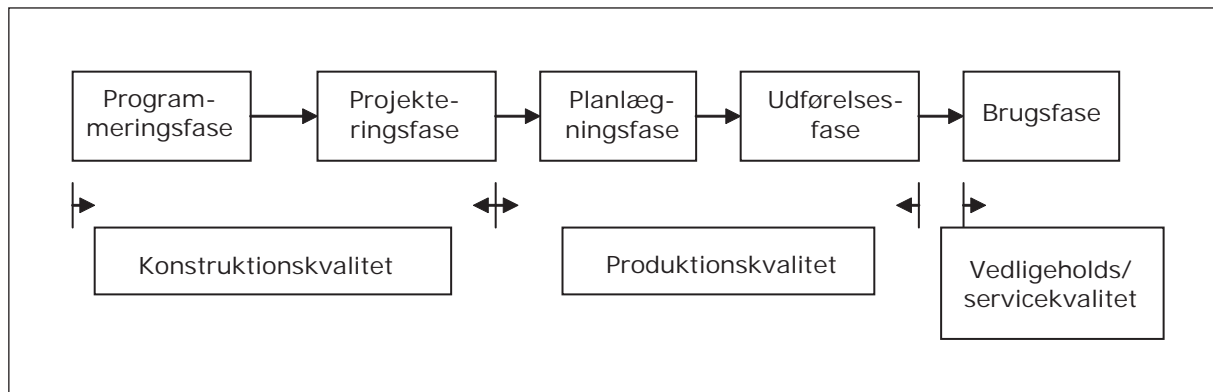 Program-
meringsfase
Projekte-
ringsfase
Planlæg-
ningsfase
Udførelses-
fase
Brugsfase
Konstruktionskvalitet
Produktionskvalitet
Vedligeholds/
servicekvalitet